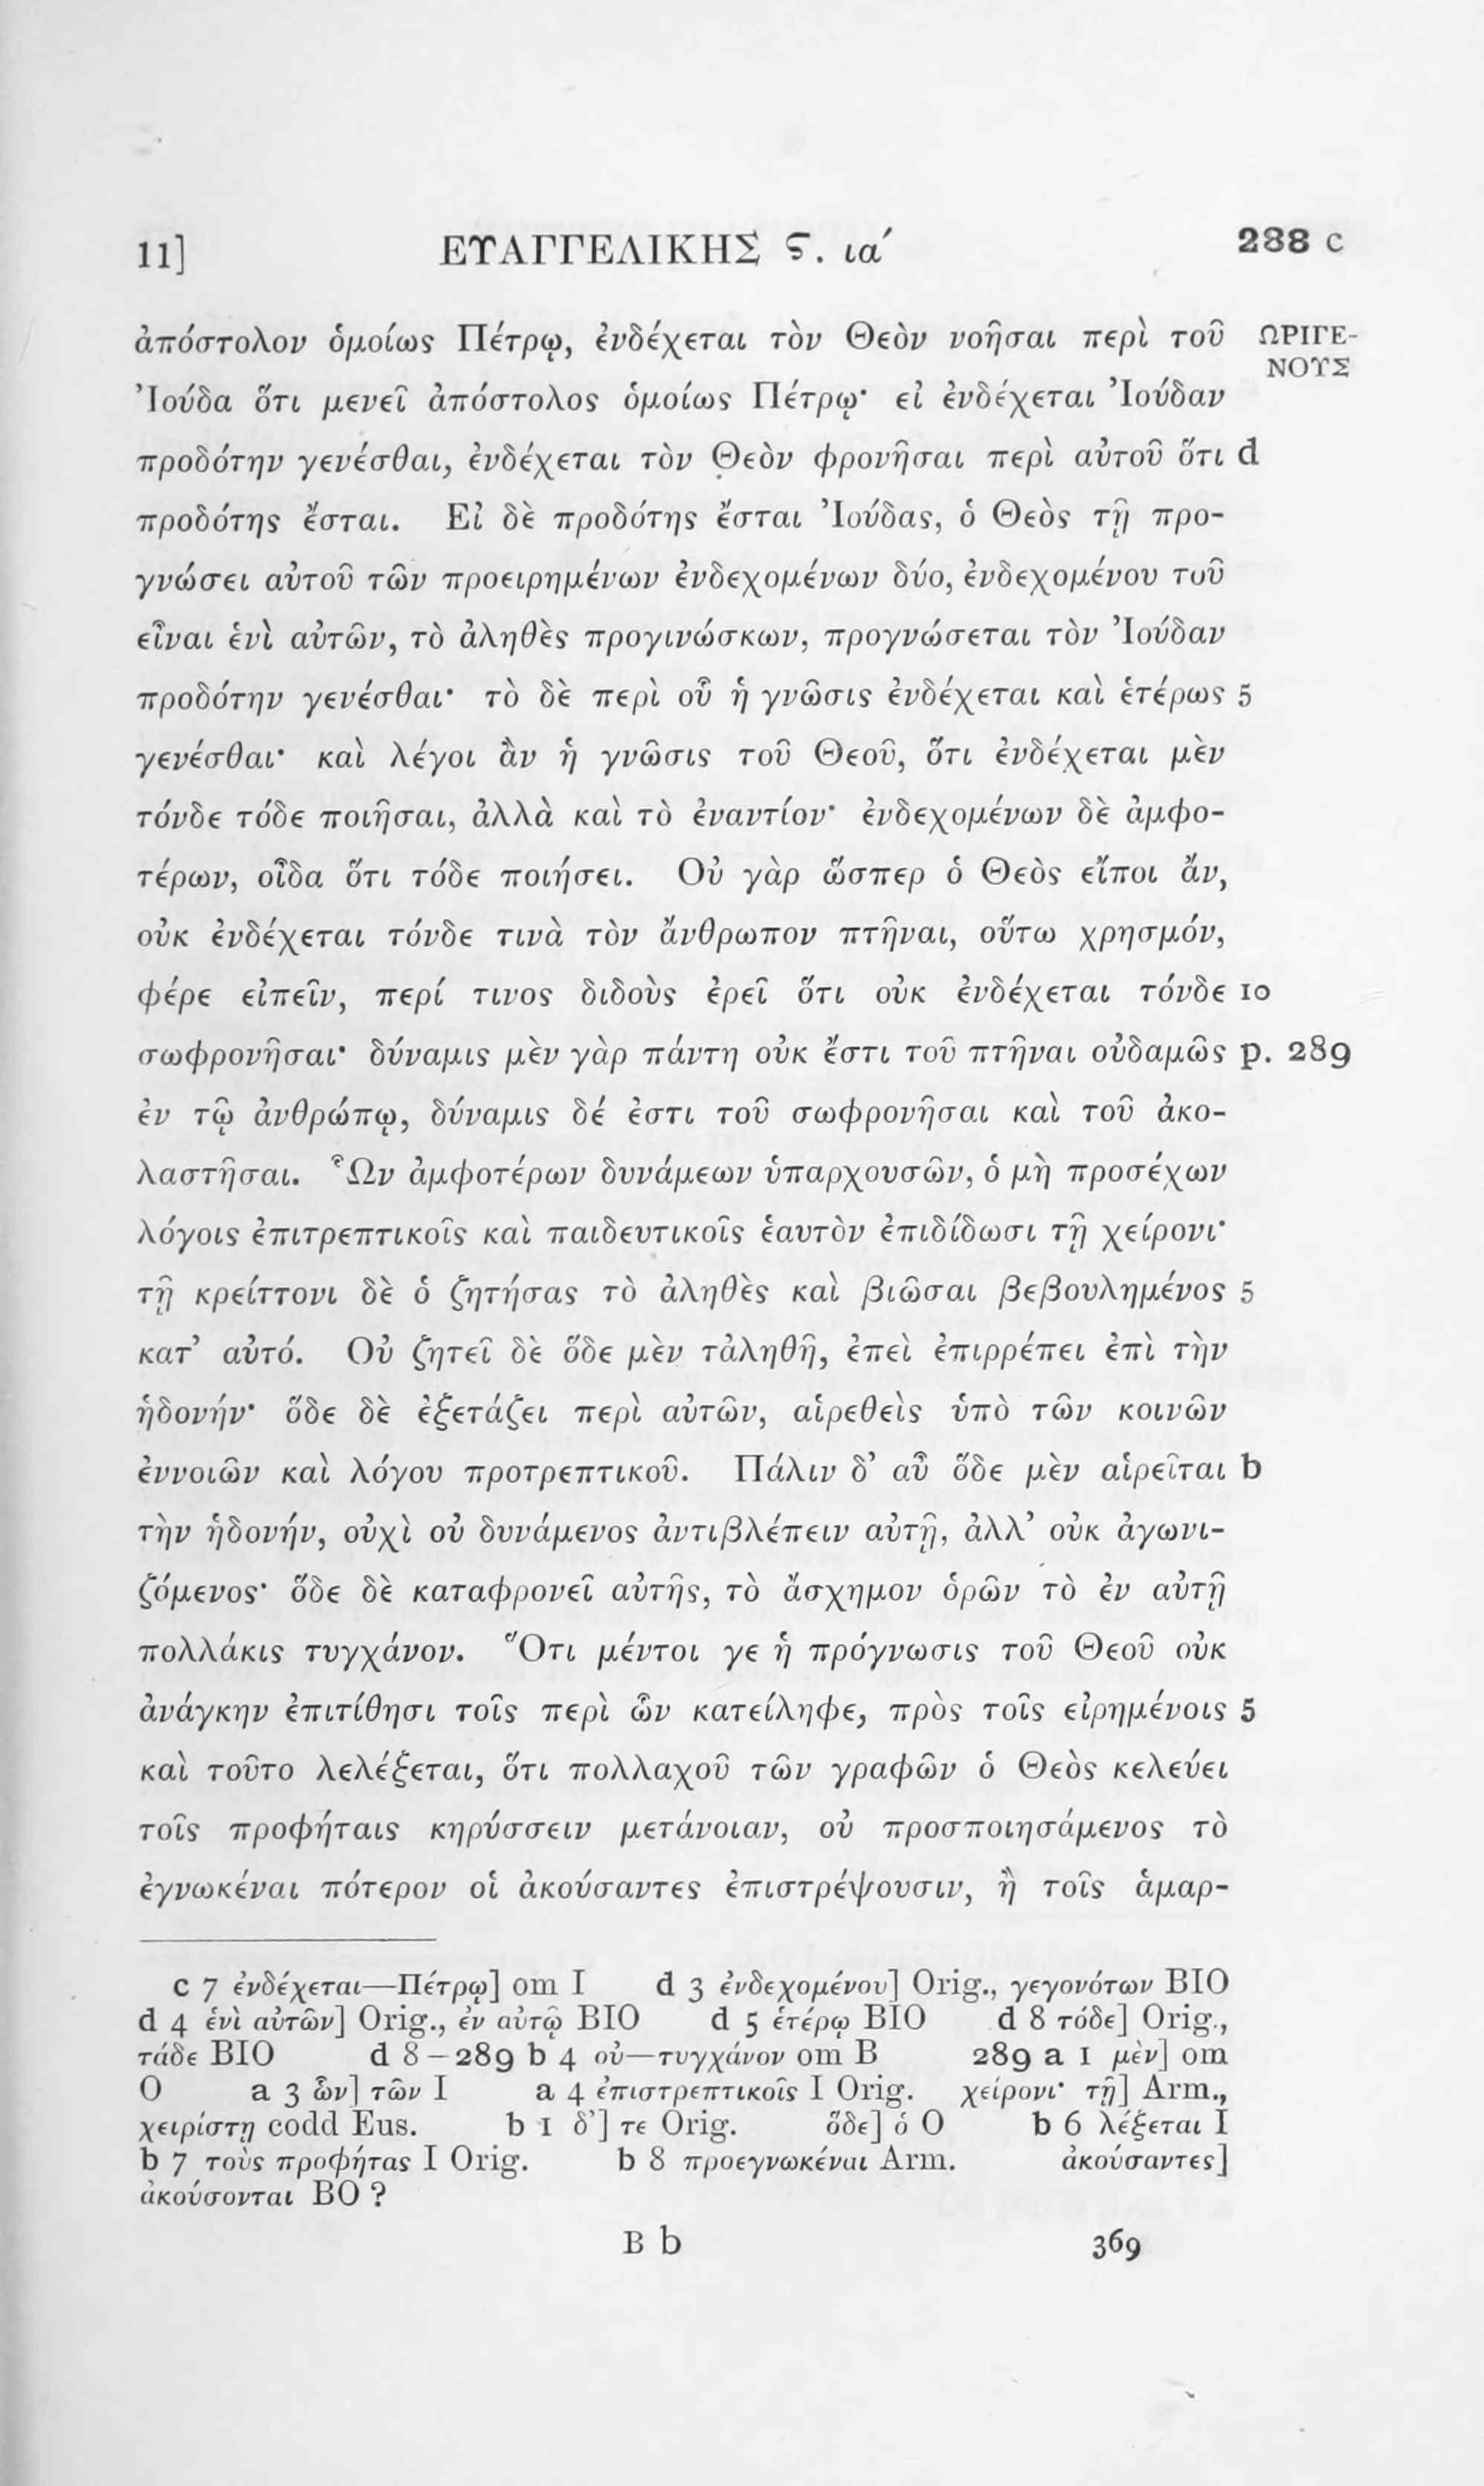 11] ΕΥΑΓΓΕΛΙΚΗΣ ϛ. ια´ 288 c
ἀπόστολον ὁμοίως Πέτρῳ, ἐνδέχεται τὸν Θεὸν νοῆσαι περὶ τοῦ ΩΡΙΓΕ-
ΝΟΥΣ
Ἰούδα ὅτι μενεῖ ἀπόστολος ὁμοίως Πέτρῳ· εἰ ἐνδέχεται Ἰούδαν
προδότην γενέσθαι, ἐνδέχεται τὸν Θεὸν φρονῆσαι περὶ αὐτοῦ ὅτι d
προδότης ἔσται. Εἰ δὲ προδότης ἔσται Ἰούδας, ὁ Θεὸς τῇ προ-
γνώσει αὐτοῦ τῶν προειρημένων ἐνδεχομένων δύο, ἐνδεχομένου τοῦ
εἶναι ἑνὶ αὐτῶν, τὸ ἀληθὲς προγινώσκων, προγνώσεται τὸν Ἰούδαν
προδότην γενέσθαι· τὸ δὲ περὶ οὗ ἡ γνῶσις ἐνδέχεται καὶ ἑτέρως 5
γενέσθαι· καὶ λέγοι ἂν ἡ γνῶσις τοῦ Θεοῦ, ὅτι ἐνδέχεται μὲν
τόνδε τόδε ποιῆσαι, ἀλλὰ καὶ τὸ ἐναντίον· ἐνδεχομένων δὲ ἀμφο-
τέρων, οἶδα ὅτι τόδε ποιήσει. Οὐ γὰρ ὥσπερ ὁ Θεὸς εἴποι ἄν,
οὐκ ἐνδέχεται τόνδε τινὰ τὸν ἄνθρωπον πτῆναι, οὕτω χρησμόν,
φέρε εἰπεῖν, περί τινος διδοὺς ἐρεῖ ὅτι οὐκ ἐνδέχεται τόνδε 10
σωφρονῆσαι· δύναμις μὲν γὰρ πάντη οὐκ ἔστι τοῦ πτῆναι οὐδαμῶς p. 289
ἐν τῷ ἀνθρώπῳ, δύναμις δέ ἐστι τοῦ σωφρονῆσαι καὶ τοῦ ἀκο-
λαστῆσαι. Ὧν ἀμφοτέρων δυνάμεων ὑπαρχουσῶν, ὁ μὴ προσέχων
λόγοις ἐπιτρεπτικοῖς καὶ παιδευτικοῖς ἑαυτὸν ἐπιδίδωσι τῇ χείρονι·
τῇ κρείττονι δὲ ὁ ζητήσας τὸ ἀληθὲς καὶ βιῶσαι βεβουλημένος 5
κατ’ αὐτό. Οὐ ζητεῖ δὲ ὅδε μὲν τἀληθῆ, ἐπεὶ ἐπιρρέπει ἐπὶ τὴν
ἡδονήν· ὅδε δὲ ἐξετάζει περὶ αὐτῶν, αἱρεθεὶς ὑπὸ τῶν κοινῶν
ἐννοιῶν καὶ λόγου προτρεπτικοῦ. Πάλιν δ’ αὖ ὅδε μὲν αἱρεῖται b
τὴν ἡδονήν, οὐχὶ οὐ δυνάμενος ἀντιβλέπειν αὐτῇ, ἀλλ’ οὐκ ἀγωνι-
ζόμενος· ὅδε δὲ καταφρονεῖ αὐτῆς, τὸ ἄσχημον ὁρῶν τὸ ἐν αὐτῇ
πολλάκις τυγχάνον. Ὅτι μέντοι γε ἡ πρόγνωσις τοῦ Θεοῦ οὐκ
ἀνάγκην ἐπιτίθησι τοῖς περὶ ὧν κατείληφε, πρὸς τοῖς εἰρημένοις 5
καὶ τοῦτο λελέξεται, ὅτι πολλαχοῦ τῶν γραφῶν ὁ Θεὸς κελεύει
τοῖς προφήταις κηρύσσειν μετάνοιαν, οὐ προσποιησάμενος τὸ
ἐγνωκέναι πότερον οἱ ἀκούσαντες ἐπιστρέψουσιν, ἢ τοῖς ἁμαρ-
c 7 ἐνδέχεται—Πέτρῳ] om I d 3 ἐνδεχομένου] Orig., γεγονότων BIO
d 4 ἑνὶ αὐτῶν] Orig., ἐν αὐτῷ BIO d 5 ἑτέρῳ BIO d 8 τόδε] Orig.,
τάδε BIO d 8—289 b 4 οὐ—τυγχάνον om B 289 a 1 μὲν] om
O a 3 ὧν] τῶν I a 4 ἐπιστρεπτικοῖς I Orig. χείρονι· τῇ] Arm.,
χειρίστῃ codd Eus. b 1 δ’] τε Orig. ὅδε] ὁ O b 6 λέξεται I
b 7 τοὺς προφήτας I Orig. b 8 προεγνωκέναι Arm. ἀκούσαντες]
ἀκούσονται BO ?
B b 369